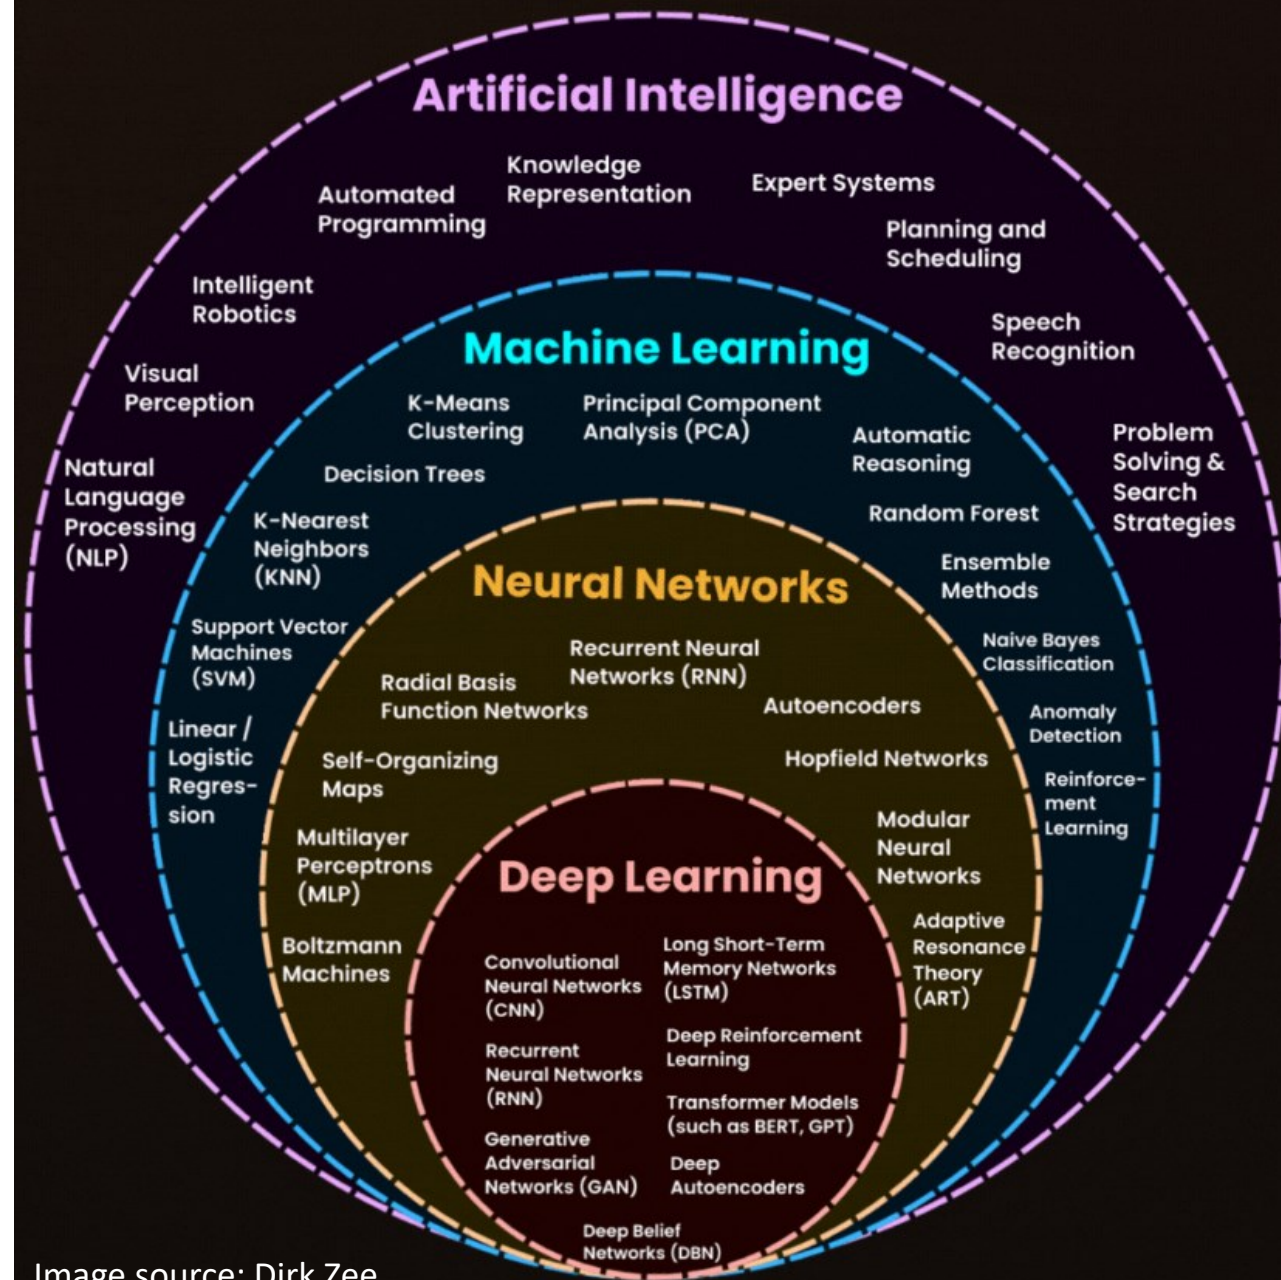 Artificial Intelligence
Knowledge
Representation
Expert Systems
Automated
Programming
Planning and
Scheduling
Intelligent
Robotics
Speech
Recognition
Visual
Perception
Problem
Solving &
Search
Strategies
Natural
Language
Processing
(NLP)
Machine Learning
K-Means
Clustering
Principal Component
Analysis (PCA)
Automatic
Reasoning
Decision Trees
Random Forest
K-Nearest
Neighbors
(KNN)
Ensemble
Methods
Support Vector
Machines
(SVM)
Naive Bayes
Classification
Linear /
Logistic
Regres-
sion
Anomaly
Detection
Reinforce-
ment
Learning
Neural Networks
Recurrent Neural
Networks (RNN)
Radial Basis
Function Networks
Autoencoders
Self-Organizing
Maps
Hopfield Networks
Multilayer
Perceptrons
(MLP)
Modular
Neural
Networks
Boltzmann
Machines
Adaptive
Resonance
Theory
(ART)
Deep Learning
Convolutional
Neural Networks
(CNN)
Long Short-Term
Memory Networks
(LSTM)
Recurrent
Neural Networks
(RNN)
Deep Reinforcement
Learning
Generative
Adversarial
Networks (GAN)
Transformer Models
(such as BERT, GPT)
Deep
Autoencoders
Deep Belief
Networks (DBN)
Image source: Dirk Zee